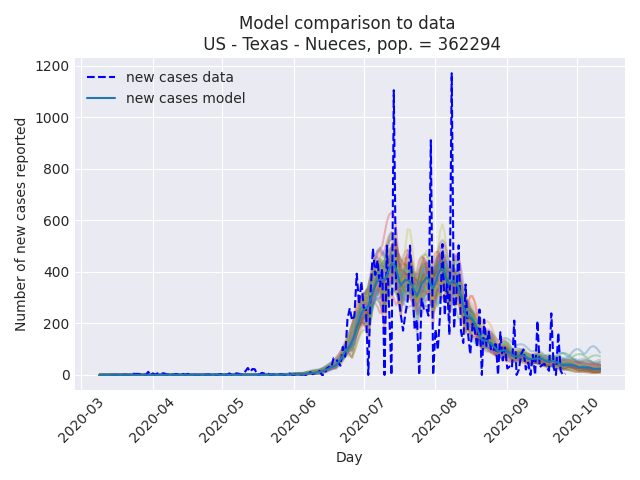 Model comparison to data
US - Texas - Nueces, pop. = 362294
new cases data
new cases model
Number of new cases reported
1200
1000
800
600
400
200
0
2020-03
2020-04
2020-05
2020-06
2020-07
2020-08
2020-09
2020-10
Day